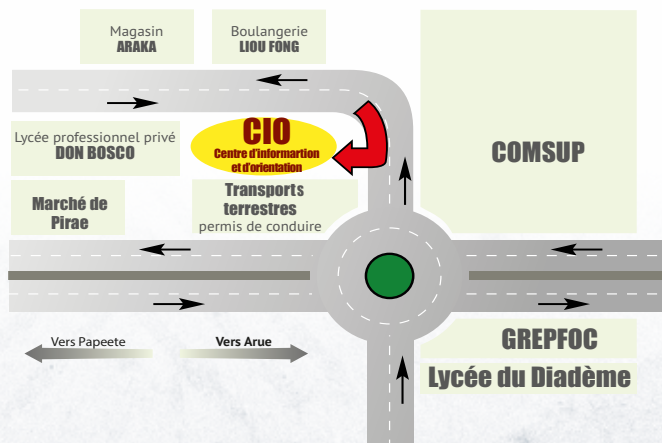 Magasin
ARAKA
Boulangerie
LIOU FONG
Lycée professionnel privé
DON BOSCO
CIO
Centre d'informartion
et d'orientation
COMSUP
Marché de
Pirae
Transports
terrestres
permis de conduire
Vers Papeete
Vers Arue
GREPFOC
Lycée du Diadème